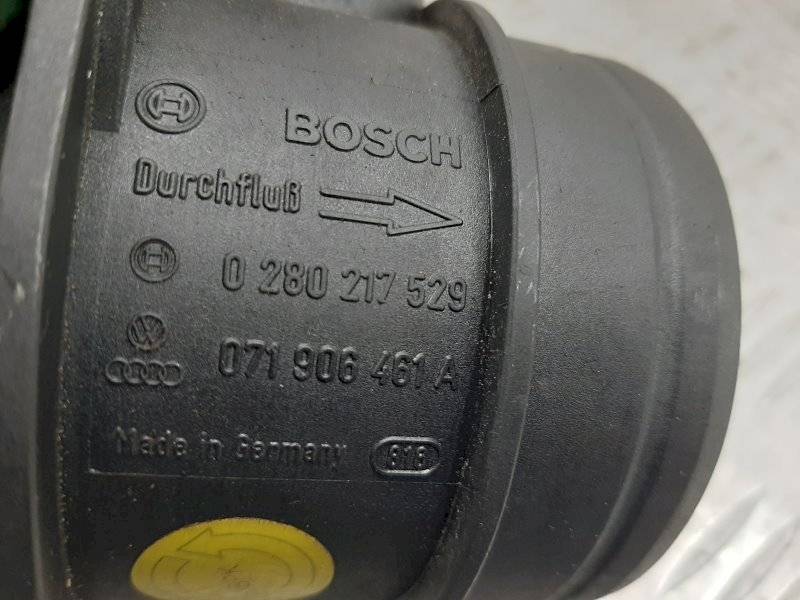 BOSCH
Durchfluß
0 280 217 529
071 906 461 A
Made in Germany